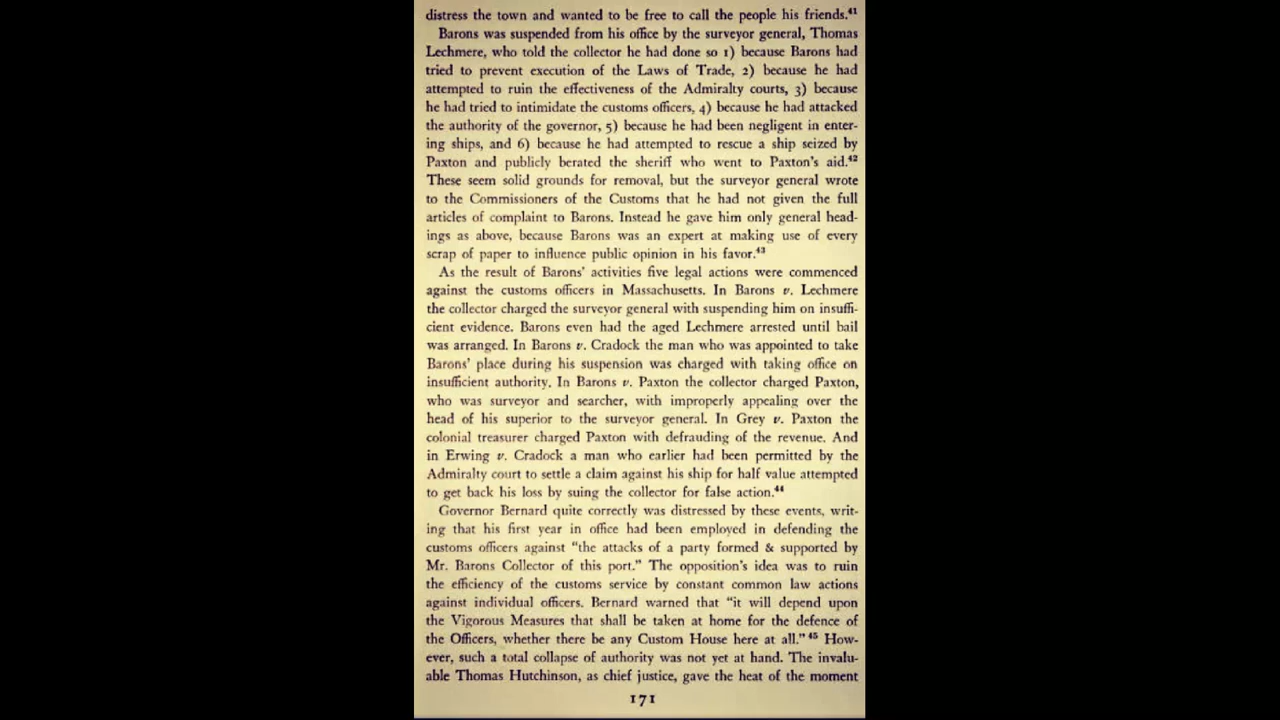 distress the town and wanted to be free to call the people his friends.⁴¹
Barons was suspended from his office by the surveyor general, Thomas
Lechmere, who told the collector he had done so 1) because Barons had
tried to prevent execution of the Laws of Trade, 2) because he had
attempted to ruin the effectiveness of the Admiralty courts, 3) because
he had tried to intimidate the customs officers, 4) because he had attacked
the authority of the governor, 5) because he had been negligent in enter-
ing ships, and 6) because he had attempted to rescue a ship seized by
Paxton and publicly berated the sheriff who went to Paxton's aid.⁴²
These seem solid grounds for removal, but the surveyor general wrote
to the Commissioners of the Customs that he had not given the full
articles of complaint to Barons. Instead he gave him only general head-
ings as above, because Barons was an expert at making use of every
scrap of paper to influence public opinion in his favor.⁴³
As the result of Barons' activities five legal actions were commenced
against the customs officers in Massachusetts. In Barons v. Lechmere
the collector charged the surveyor general with suspending him on insuffi-
cient evidence. Barons even had the aged Lechmere arrested until bail
was arranged. In Barons v. Cradock the man who was appointed to take
Barons' place during his suspension was charged with taking office on
insufficient authority. In Barons v. Paxton the collector charged Paxton,
who was surveyor and searcher, with improperly appealing over the
head of his superior to the surveyor general. In Grey v. Paxton the
colonial treasurer charged Paxton with defrauding of the revenue. And
in Erwing v. Cradock a man who earlier had been permitted by the
Admiralty court to settle a claim against his ship for half value attempted
to get back his loss by suing the collector for false action.⁴⁴
Governor Bernard quite correctly was distressed by these events, writ-
ing that his first year in office had been employed in defending the
customs officers against "the attacks of a party formed & supported by
Mr. Barons Collector of this port." The opposition's idea was to ruin
the efficiency of the customs service by constant common law actions
against individual officers. Bernard warned that "it will depend upon
the Vigorous Measures that shall be taken at home for the defence of
the Officers, whether there be any Custom House here at all." ⁴⁵ How-
ever, such a total collapse of authority was not yet at hand. The invalu-
able Thomas Hutchinson, as chief justice, gave the heat of the moment
171